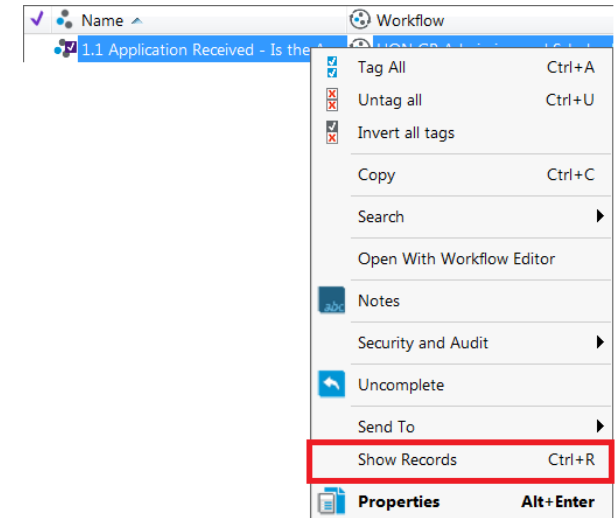 Name Workflow
1.1 Application Received - Is the
Tag All Ctrl+A
Untag all Ctrl+U
Invert all tags
Copy Ctrl+C
Search
Open With Workflow Editor
abc Notes
Security and Audit
Uncomplete
Send To
Show Records Ctrl+R
Properties Alt+Enter